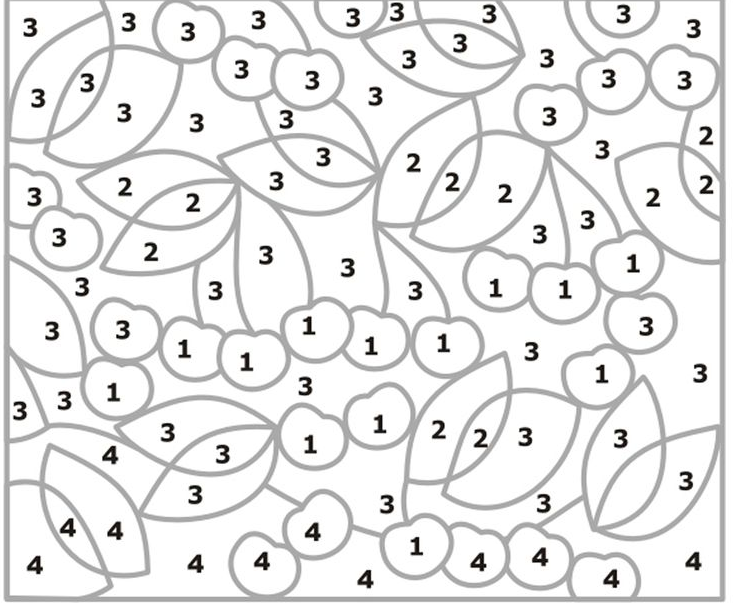 3 3 3 3 3 3 3
3 3 3 3 3 3
3 3 3
3 3 3 3 3
3 3
2 3 2
2 3 3 2 2
2 2 2
3 2 3
3 3 2
3 3 3 1
3 3 3 1 1
3 3 1 3
1 1 1 1 3
1 3 1 3
3 3 1
3 1 1 2 2 3 3
4 3 3
3 3 3 3
4 4 4 1
4 4 4 4 4 4 4